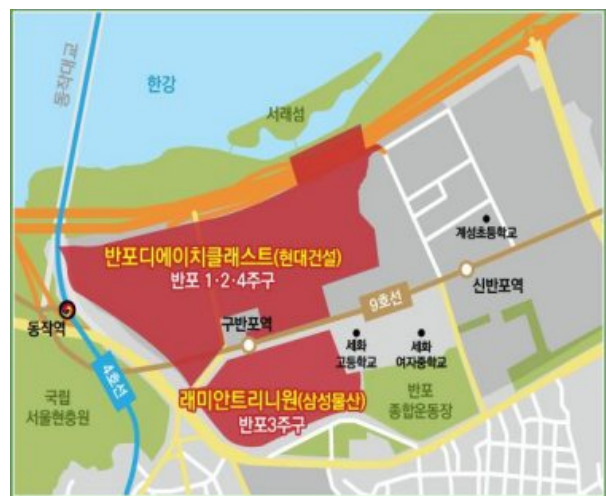 동작대교
한강
서래섬
계성초등학교
반포디에이치클래스트(현대건설)
반포 1·2·4주구
신반포역
9호선
구반포역
동작역
세화
고등학교
세화
여자중학교
4호선
국립
서울현충원
래미안트리니원(삼성물산)
반포3주구
반포
종합운동장